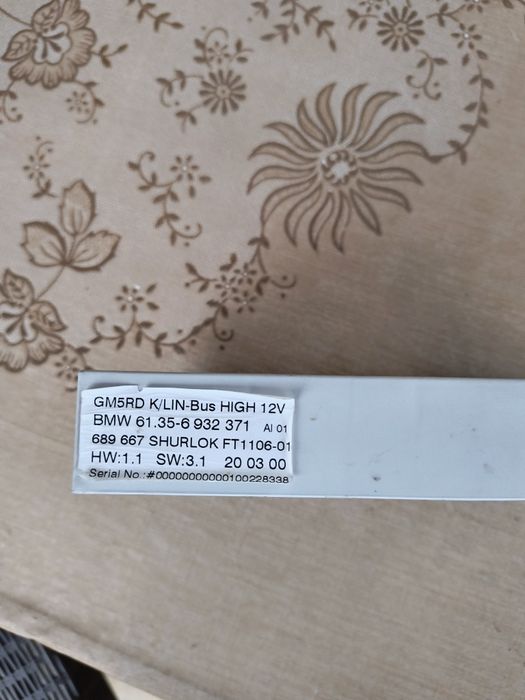 GM5RD K/LIN-Bus HIGH 12V
BMW 61.35-6 932 371 AI 01
689 667 SHURLOK FT1106-01
HW:1.1 SW:3.1 20 03 00
Serial No.:#00000000000100228338